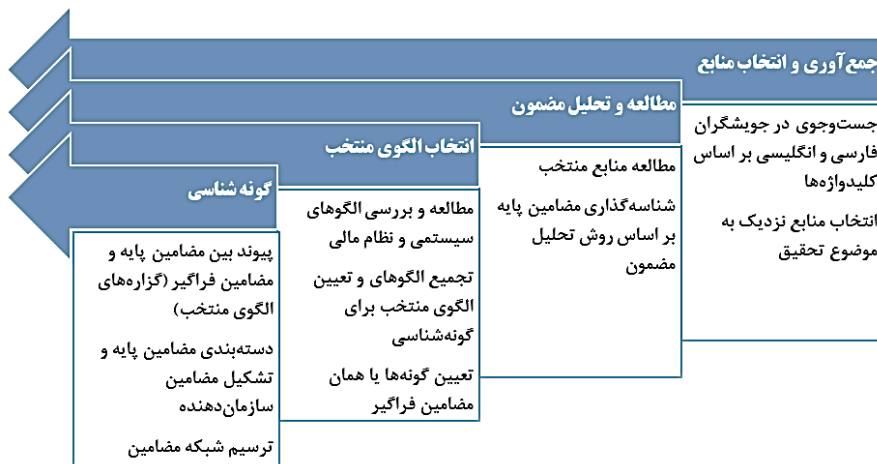 جمع‌آوری و انتخاب منابع
جست‌وجوی در جویشگران
فارسی و انگلیسی بر اساس
کلیدواژه‌ها
انتخاب منابع نزدیک به
موضوع تحقیق
مطالعه و تحلیل مضمون
مطالعه منابع منتخب
شناسه‌گذاری مضامین پایه
بر اساس روش تحلیل
مضمون
انتخاب الگوی منتخب
مطالعه و بررسی الگوهای
سیستمی و نظام مالی
تجمیع الگوهای و تعیین
الگوی منتخب برای
گونه‌شناسی
تعیین گونه‌ها یا همان
مضامین فراگیر
گونه شناسی
پیوند بین مضامین پایه و
مضامین فراگیر (گزاره‌های
الگوی منتخب)
دسته‌بندی مضامین پایه و
تشکیل مضامین
سازمان‌دهنده
ترسیم شبکه مضامین